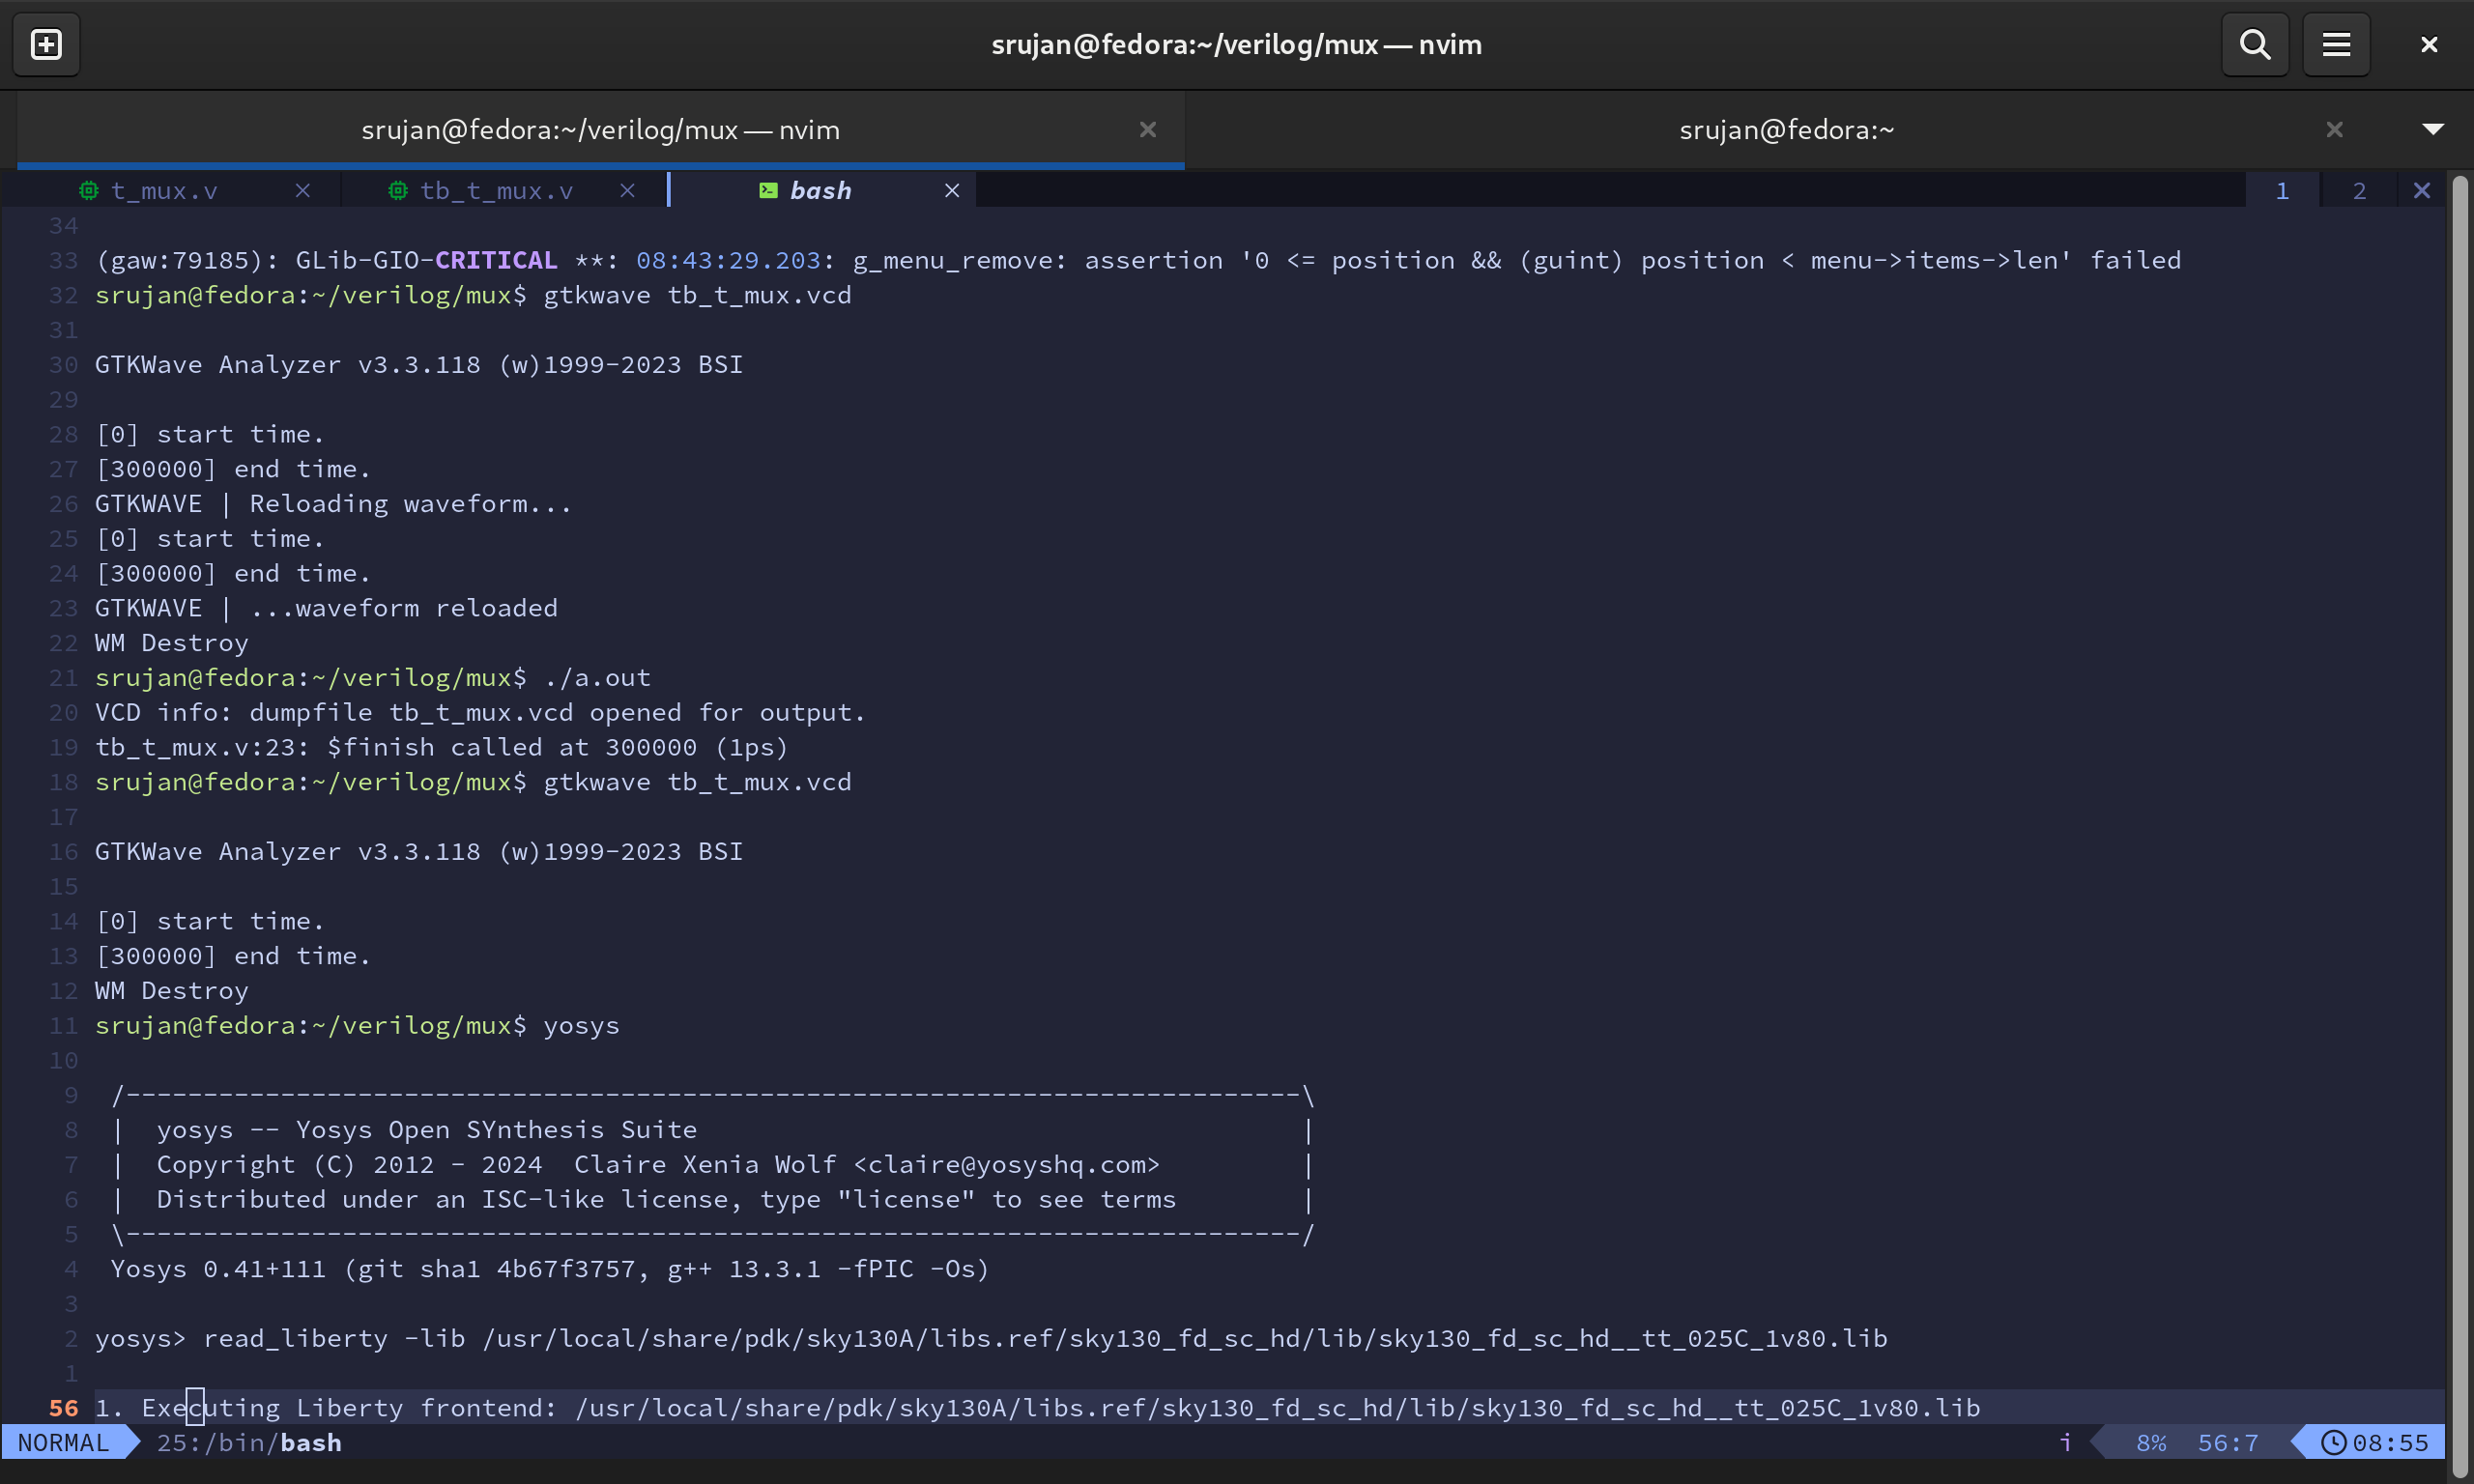 srujan@fedora:~/verilog/mux — nvim
srujan@fedora:~/verilog/mux — nvim srujan@fedora:~
t_mux.v tb_t_mux.v bash 1 2
34
33 (gaw:79185): GLib-GIO-CRITICAL **: 08:43:29.203: g_menu_remove: assertion '0 <= position && (guint) position < menu->items->len' failed
32 srujan@fedora:~/verilog/mux$ gtkwave tb_t_mux.vcd
31
30 GTKWave Analyzer v3.3.118 (w)1999-2023 BSI
29
28 [0] start time.
27 [300000] end time.
26 GTKWAVE | Reloading waveform...
25 [0] start time.
24 [300000] end time.
23 GTKWAVE | ...waveform reloaded
22 WM Destroy
21 srujan@fedora:~/verilog/mux$ ./a.out
20 VCD info: dumpfile tb_t_mux.vcd opened for output.
19 tb_t_mux.v:23: $finish called at 300000 (1ps)
18 srujan@fedora:~/verilog/mux$ gtkwave tb_t_mux.vcd
17
16 GTKWave Analyzer v3.3.118 (w)1999-2023 BSI
15
14 [0] start time.
13 [300000] end time.
12 WM Destroy
11 srujan@fedora:~/verilog/mux$ yosys
10
9 /----------------------------------------------------------------------------\
8 | yosys -- Yosys Open SYnthesis Suite |
7 | Copyright (C) 2012 - 2024  Claire Xenia Wolf <claire@yosyshq.com> |
6 | Distributed under an ISC-like license, type "license" to see terms |
5 \----------------------------------------------------------------------------/
4 Yosys 0.41+111 (git sha1 4b67f3757, g++ 13.3.1 -fPIC -Os)
3
2 yosys> read_liberty -lib /usr/local/share/pdk/sky130A/libs.ref/sky130_fd_sc_hd/lib/sky130_fd_sc_hd__tt_025C_1v80.lib
1
56 1. Executing Liberty frontend: /usr/local/share/pdk/sky130A/libs.ref/sky130_fd_sc_hd/lib/sky130_fd_sc_hd__tt_025C_1v80.lib
NORMAL 25:/bin/bash i 8% 56:7 08:55